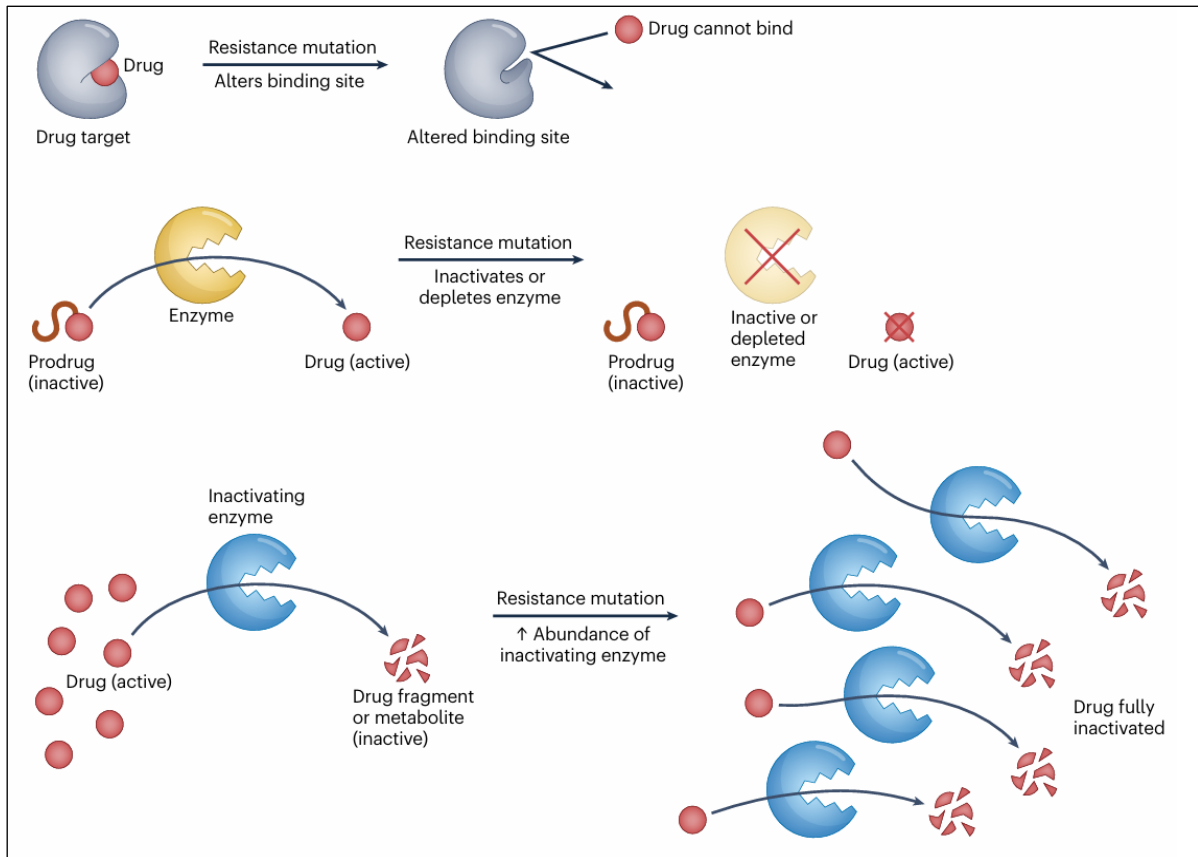 Drug
Resistance mutation
Alters binding site
Drug cannot bind
Drug target
Altered binding site
Resistance mutation
Inactivates or
depletes enzyme
Enzyme
Prodrug
(inactive)
Drug (active)
Prodrug
(inactive)
Inactive or
depleted
enzyme
Drug (active)
Inactivating
enzyme
Drug (active)
Drug fragment
or metabolite
(inactive)
Resistance mutation
↑ Abundance of
inactivating enzyme
Drug fully
inactivated